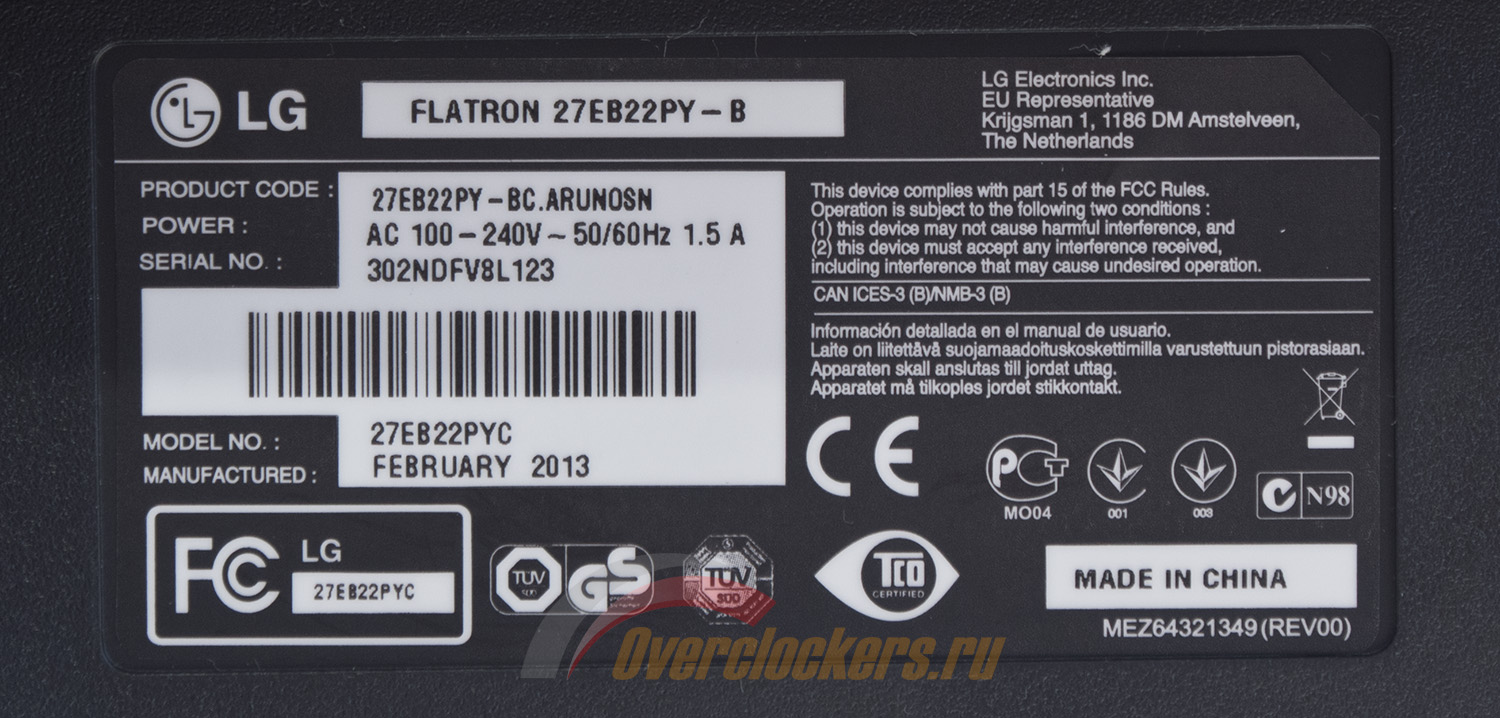 LG
FLATRON 27EB22PY-B
LG Electronics Inc.
EU Representative
Krijgsman 1, 1186 DM Amstelveen,
The Netherlands
PRODUCT CODE : 27EB22PY-BC.ARUNOSN
POWER : AC 100-240V~50/60Hz 1.5 A
SERIAL NO. : 302NDFV8L123
MODEL NO. : 27EB22PYC
MANUFACTURED : FEBRUARY 2013
This device complies with part 15 of the FCC Rules.
Operation is subject to the following two conditions :
(1) this device may not cause harmful interference, and
(2) this device must accept any interference received,
including interference that may cause undesired operation.
CAN ICES-3 (B)/NMB-3 (B)
Información detallada en el manual de usuario.
Laite on liitettävä suojamaadoituskoskettimilla varustettuun pistorasiaan.
Apparaten skall anslutas till jordat uttag.
Apparatet må tilkoples jordet stikkontakt.
CE
PCT
MO04
001
003
N98
FC LG
27EB22PYC
TUV
SUD
GS
TUV
SUD
TCO
CERTIFIED
MADE IN CHINA
MEZ64321349(REV00)
Overclockers.ru